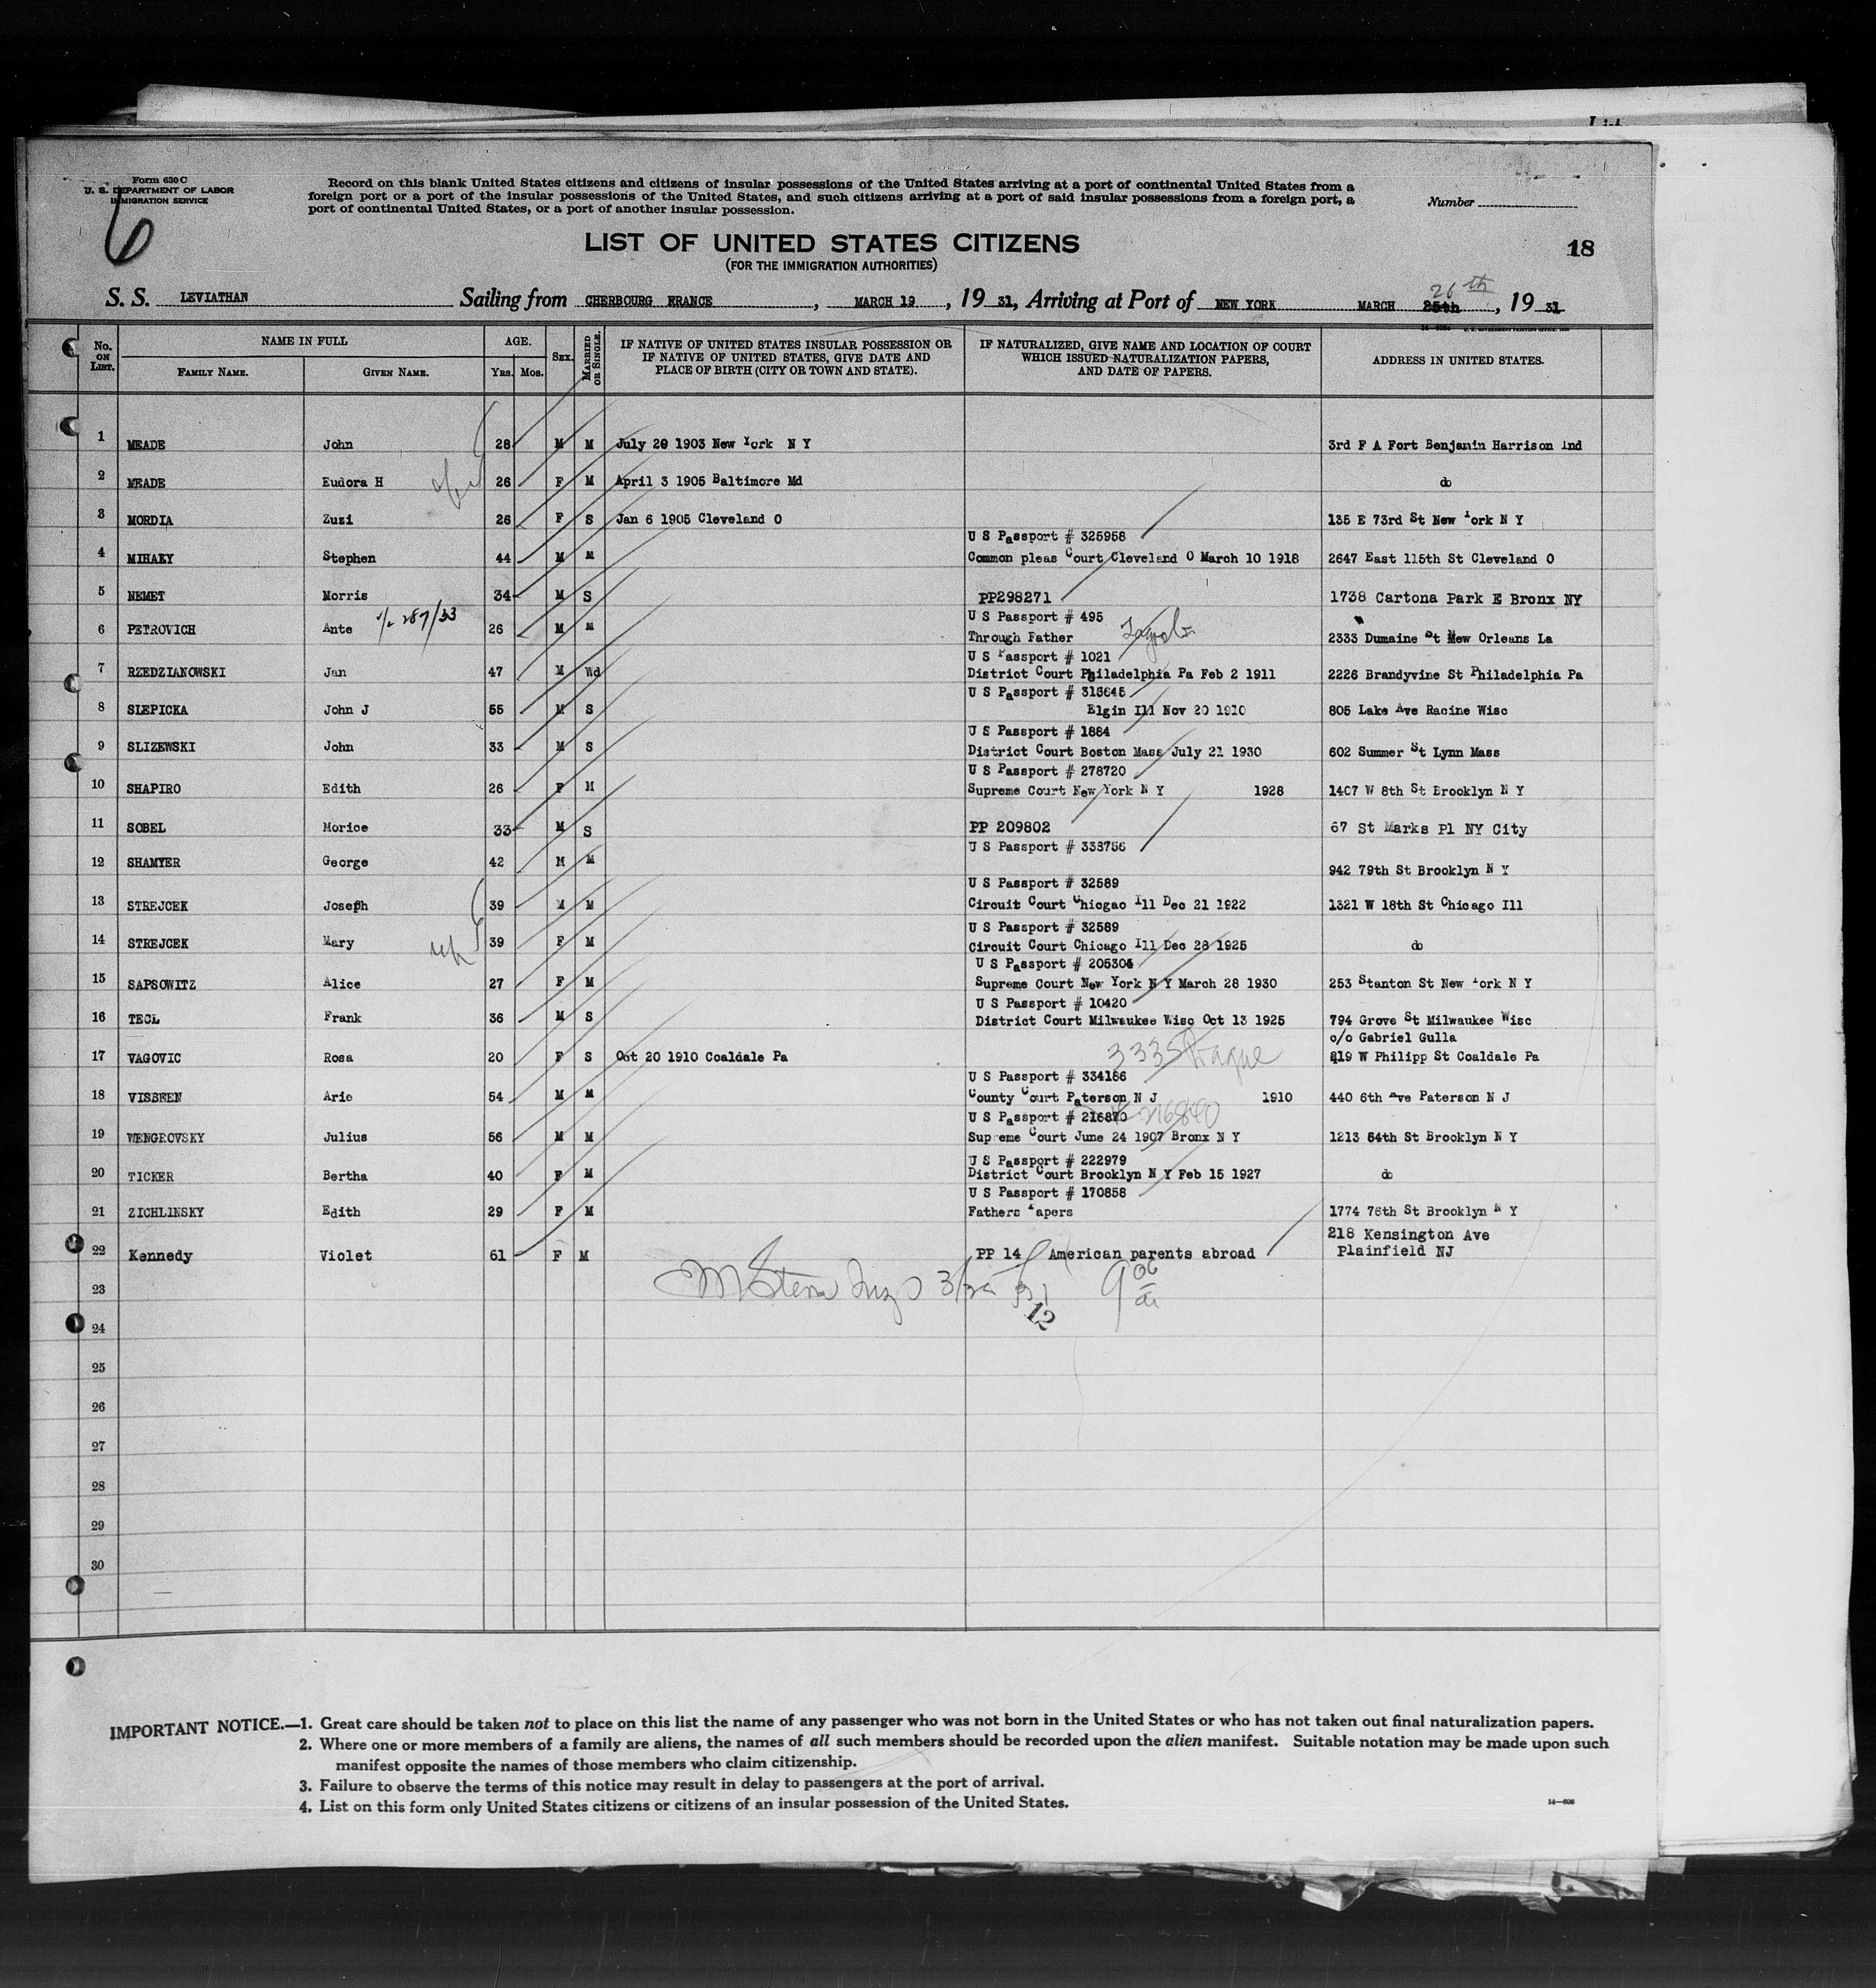 Form 630 C
U. S. DEPARTMENT OF LABOR
IMMIGRATION SERVICE
6
Record on this blank United States citizens and citizens of insular possessions of the United States arriving at a port of continental United States from a
foreign port or a port of the insular possessions of the United States, and such citizens arriving at a port of said insular possessions from a foreign port, a
port of continental United States, or a port of another insular possession.
Number
LIST OF UNITED STATES CITIZENS
(FOR THE IMMIGRATION AUTHORITIES)
18
S. S. LEVIATHAN Sailing from CHERBOURG FRANCE, MARCH 19, 19 31, Arriving at Port of NEW YORK MARCH 25th 26th, 19 31
No. ON LIST. NAME IN FULL FAMILY NAME. GIVEN NAME. AGE. YRS. MOS. SEX. MARRIED OR SINGLE. IF NATIVE OF UNITED STATES INSULAR POSSESSION OR IF NATIVE OF UNITED STATES, GIVE DATE AND PLACE OF BIRTH (CITY OR TOWN AND STATE). IF NATURALIZED, GIVE NAME AND LOCATION OF COURT WHICH ISSUED NATURALIZATION PAPERS, AND DATE OF PAPERS. ADDRESS IN UNITED STATES.
1 MEADE John 28 M M July 20 1903 New York N Y 3rd F A Fort Benjamin Harrison Ind
2 MEADE Eudora H 26 F M April 3 1905 Baltimore Md do
3 MORDIA Zuzi 26 F S Jan 6 1905 Cleveland O 135 E 73rd St New York N Y
U S Passport # 325958
4 MIHALY Stephen 44 M M Common pleas Court Cleveland O March 10 1918 2647 East 115th St Cleveland O
5 NEMET Morris 34 M S PP298271 1738 Cartona Park E Bronx NY
U S Passport # 495
6 PETROVICH Ante 26 M M Through Father 2333 Dumaine St New Orleans La
U S Passport # 1021
7 RZEDZIANOWSKI Jan 47 M Wd District Court Philadelphia Pa Feb 2 1911 2226 Brandyvine St Philadelphia Pa
U S Passport # 316645
8 SLEPICKA John J 55 M S Elgin Ill Nov 20 1910 805 Lake Ave Racine Wisc
U S Passport # 1884
9 SLIZEWSKI John 33 M S District Court Boston Mass July 21 1930 602 Summer St Lynn Mass
U S Passport # 278720
10 SHAPIRO Edith 26 F M Supreme Court New York N Y 1928 1407 W 8th St Brooklyn N Y
11 SOBEL Morice 33 M S PP 209802 67 St Marks Pl NY City
U S Passport # 338756
12 SHAMYER George 42 M M 942 79th St Brooklyn N Y
U S Passport # 32589
13 STREJCEK Joseph 39 M M Circuit Court Chicgao Ill Dec 21 1922 1321 W 18th St Chicago Ill
U S Passport # 32589
14 STREJCEK Mary 39 F M Circuit Court Chicago Ill Dec 28 1925 do
U S Passport # 205304
15 SAPSOWITZ Alice 27 F M Supreme Court New York N Y March 28 1930 253 Stanton St New York N Y
U S Passport # 10420
16 TECL Frank 36 M S District Court Milwaukee Wisc Oct 13 1925 794 Grove St Milwaukee Wisc
c/o Gabriel Gulla
17 VAGOVIC Rosa 20 F S Oct 20 1910 Coaldale Pa 3335 Prague 819 W Philipp St Coaldale Pa
U S Passport # 334186
18 VISBEEN Arie 54 M M County Court Paterson N J 1910 440 6th Ave Paterson N J
U S Passport # 216870 216840
19 WENGROVSKY Julius 56 M M Supreme Court June 24 1907 Bronx N Y 1213 54th St Brooklyn N Y
U S Passport # 222979
20 TICKER Bertha 40 F M District Court Brooklyn N Y Feb 15 1927 do
U S Passport # 170858
21 ZICHLINSKY Edith 29 F M Fathers Papers 1774 76th St Brooklyn N Y
218 Kensington Ave
22 Kennedy Violet 61 F M PP 14 American parents abroad Plainfield NJ
23
12
24
25
26
27
28
29
30
IMPORTANT NOTICE.—1. Great care should be taken not to place on this list the name of any passenger who was not born in the United States or who has not taken out final naturalization papers.
2. Where one or more members of a family are aliens, the names of all such members should be recorded upon the alien manifest. Suitable notation may be made upon such
manifest opposite the names of those members who claim citizenship.
3. Failure to observe the terms of this notice may result in delay to passengers at the port of arrival.
4. List on this form only United States citizens or citizens of an insular possession of the United States.